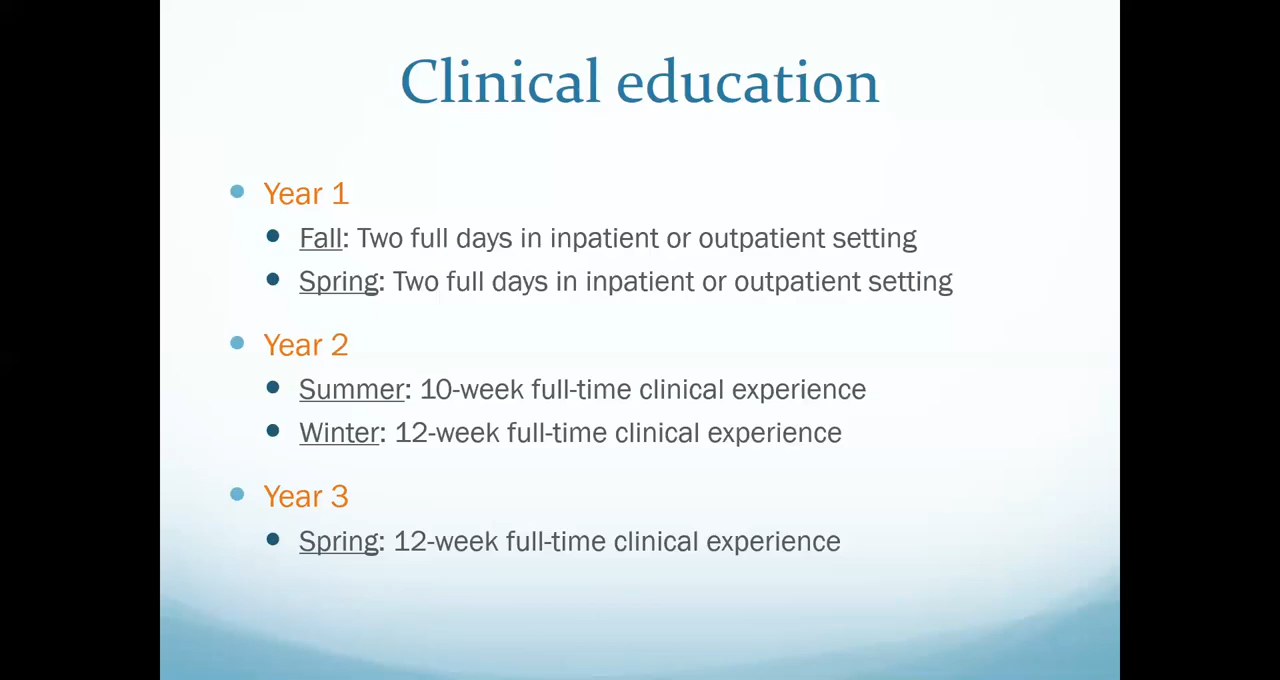 Clinical education
Year 1
Fall: Two full days in inpatient or outpatient setting
Spring: Two full days in inpatient or outpatient setting
Year 2
Summer: 10-week full-time clinical experience
Winter: 12-week full-time clinical experience
Year 3
Spring: 12-week full-time clinical experience